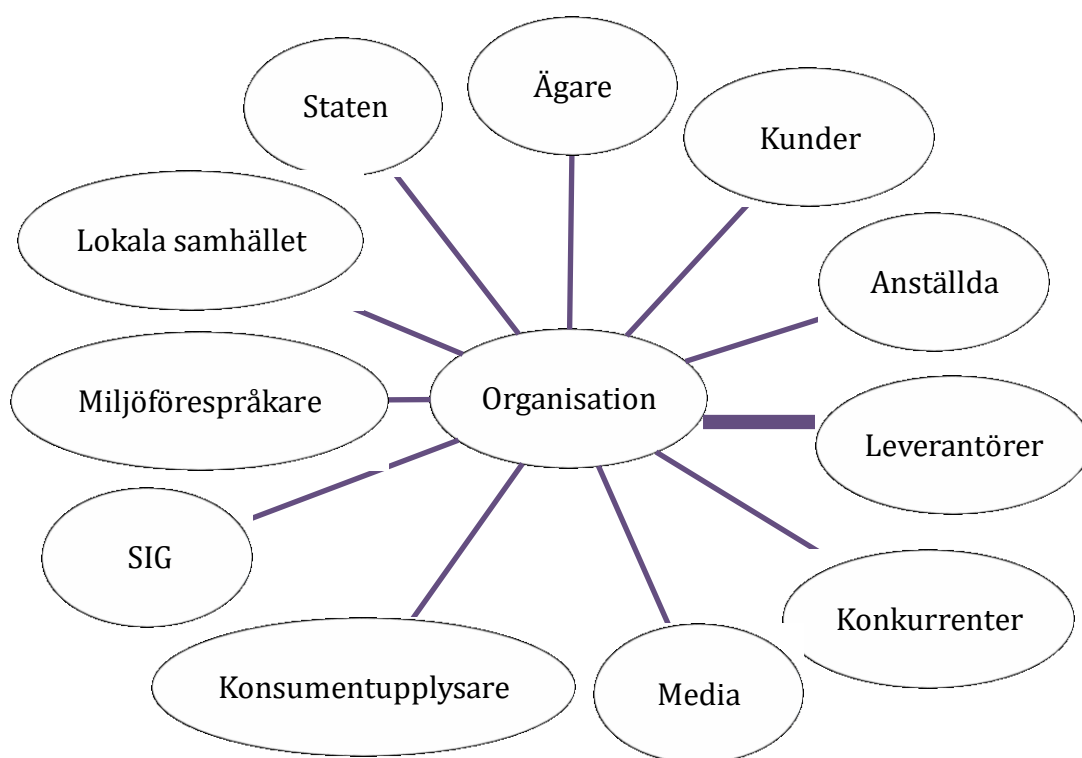 Ägare
Staten
Kunder
Lokala samhället
Anställda
Miljöförespråkare
Organisation
Leverantörer
SIG
Konkurrenter
Konsumentupplysare
Media